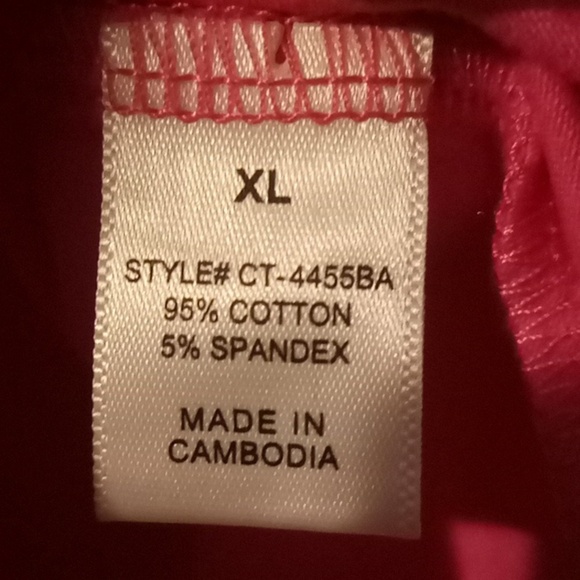 XL
STYLE# CT-4455BA
95% COTTON
5% SPANDEX
MADE IN
CAMBODIA